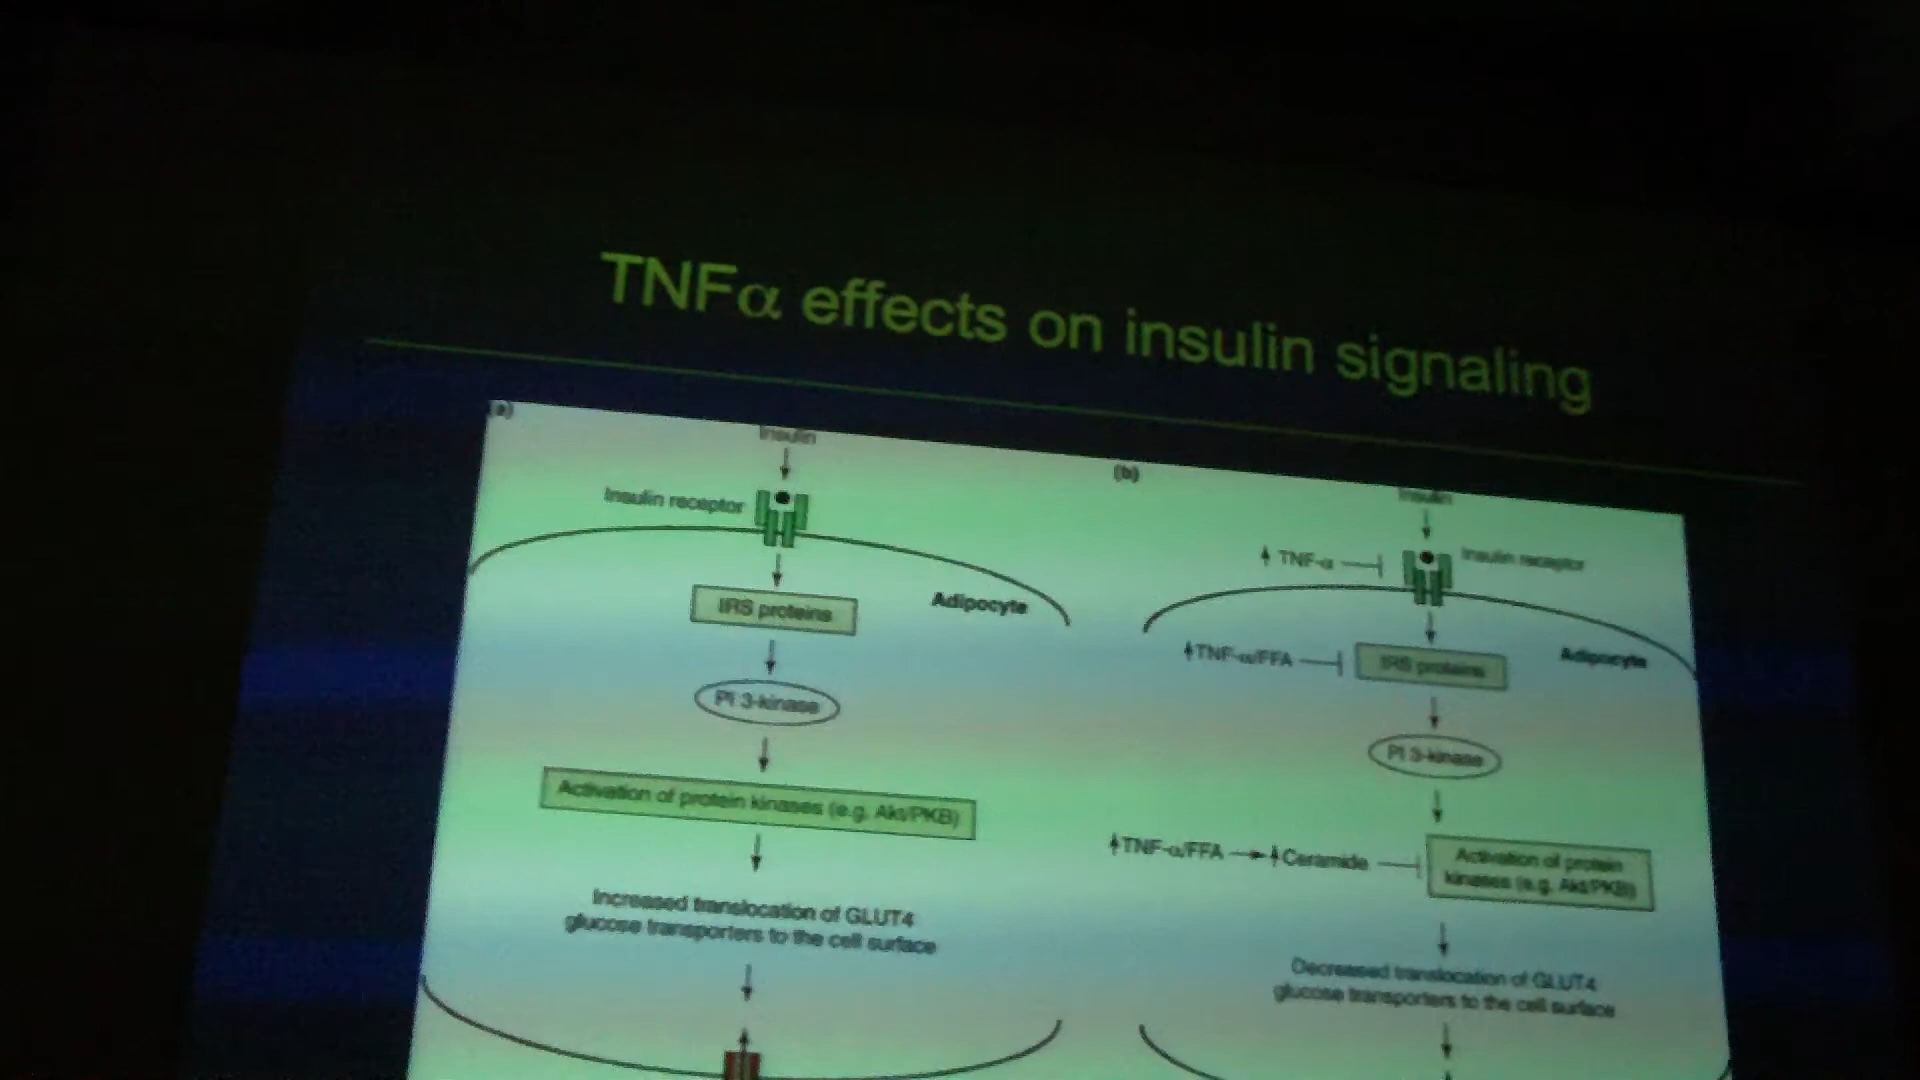 TNFα effects on insulin signaling
(a)
Insulin
Insulin receptor
IRS proteins
Adipocyte
PI 3-kinase
Activation of protein kinases (e.g. Akt/PKB)
Increased translocation of GLUT4
glucose transporters to the cell surface
(b)
Insulin
↑ TNF-α
Insulin receptor
↑TNF-α/FFA
IRS proteins
Adipocyte
PI 3-kinase
↑TNF-α/FFA → ↑Ceramide
Activation of protein
kinases (e.g. Akt/PKB)
Decreased translocation of GLUT4
glucose transporters to the cell surface